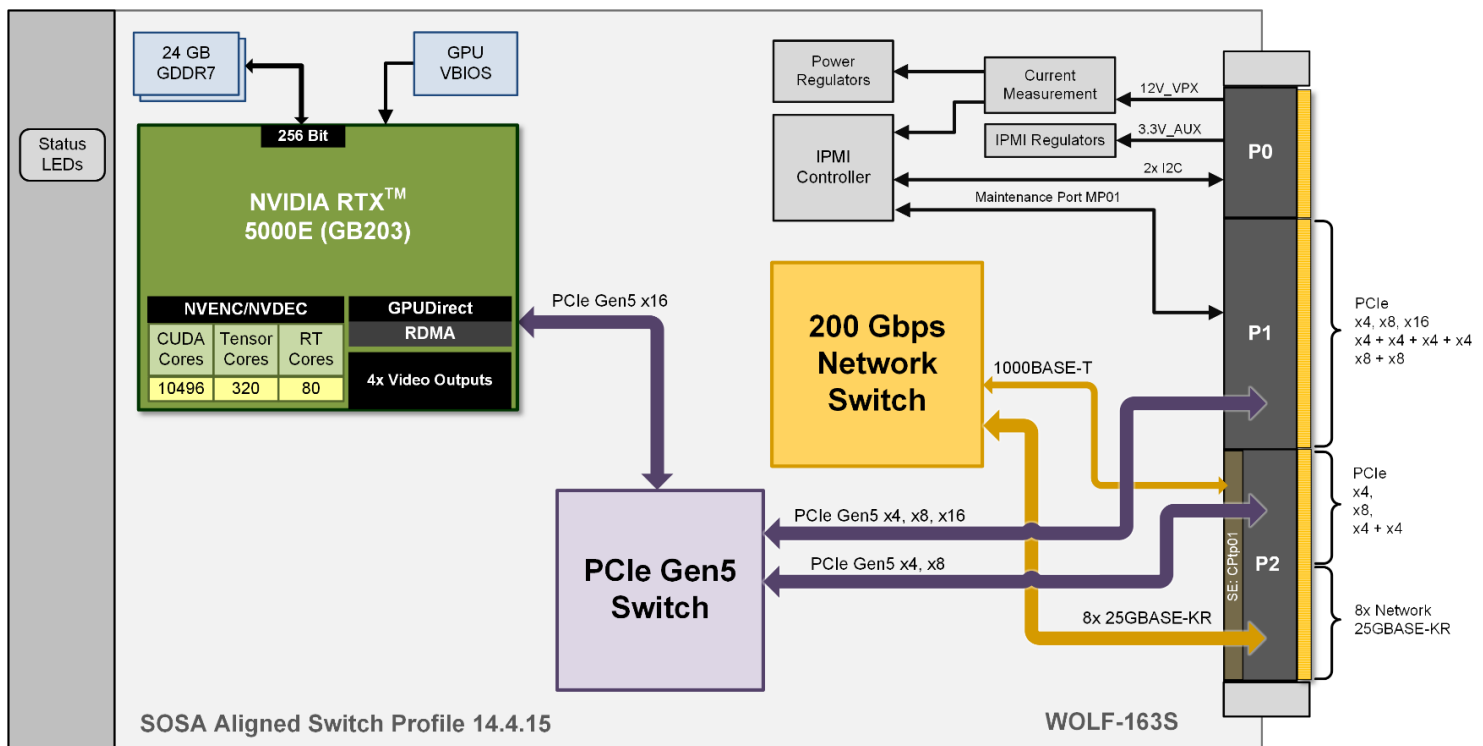 Status
LEDs
24 GB
GDDR7
GPU
VBIOS
256 Bit
NVIDIA RTX™
5000E (GB203)
NVENC/NVDEC
CUDA
Cores
Tensor
Cores
RT
Cores
10496
320
80
GPUDirect
RDMA
4x Video Outputs
PCIe Gen5 x16
PCIe Gen5
Switch
200 Gbps
Network
Switch
Power
Regulators
Current
Measurement
IPMI Regulators
IPMI
Controller
12V_VPX
3.3V_AUX
2x I2C
Maintenance Port MP01
1000BASE-T
PCIe Gen5 x4, x8, x16
PCIe Gen5 x4, x8
8x 25GBASE-KR
P0
P1
SE: CPtp01
P2
PCIe
x4, x8, x16
x4 + x4 + x4 + x4
x8 + x8
PCIe
x4,
x8,
x4 + x4
8x Network
25GBASE-KR
SOSA Aligned Switch Profile 14.4.15
WOLF-163S